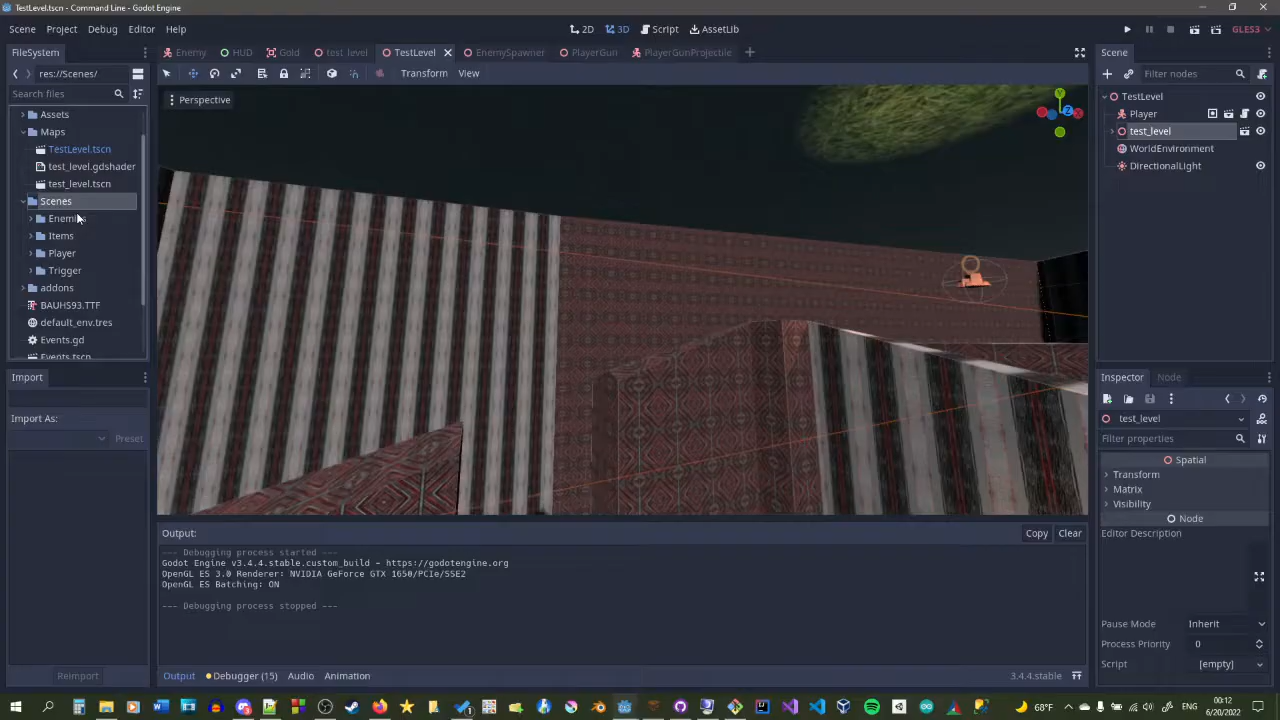 TestLevel.tscn - Command Line - Godot Engine
Scene Project Debug Editor Help
2D 3D Script AssetLib
GLES3
FileSystem
Enemy HUD Gold test_level TestLevel EnemySpawner PlayerGun PlayerGunProjectile
Scene
res://Scenes/
Transform View
Filter nodes
Search files
Perspective
Y
Z
TestLevel
Player
test_level
WorldEnvironment
DirectionalLight
Assets
Maps
TestLevel.tscn
test_level.gdshader
test_level.tscn
Scenes
Enemies
Items
Player
Trigger
addons
BAUHS93.TTF
default_env.tres
Events.gd
Events.tscn
Import
Import As:
Preset
Reimport
Inspector Node
test_level
Filter properties
Spatial
Transform
Matrix
Visibility
Node
Editor Description
Pause Mode Inherit
Process Priority 0
Script [empty]
Output:
Copy Clear
--- Debugging process started ---
Godot Engine v3.4.4.stable.custom_build - https://godotengine.org
OpenGL ES 3.0 Renderer: NVIDIA GeForce GTX 1650/PCIe/SSE2
OpenGL ES Batching: ON
--- Debugging process stopped ---
Output Debugger (15) Audio Animation
3.4.4.stable
68°F
00:12
6/20/2022